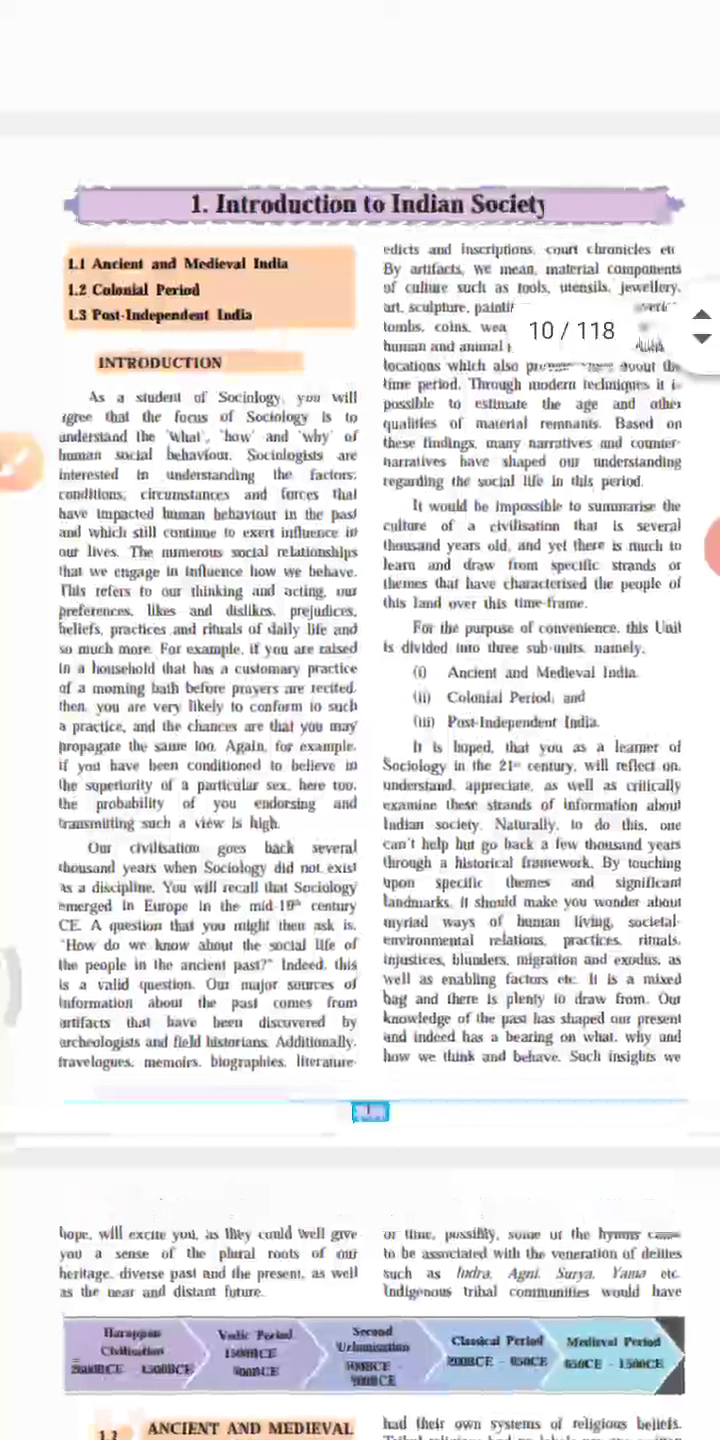 1. Introduction to Indian Society
1.1 Ancient and Medieval India
1.2 Colonial Period
1.3 Post-Independent India
INTRODUCTION
As a student of Sociology, you will
agree that the focus of Sociology is to
understand the 'what', 'how' and 'why' of
human social behaviour. Sociologists are
interested in understanding the factors,
conditions, circumstances and forces that
have impacted human behaviour in the past
and which still continue to exert influence in
our lives. The numerous social relationships
that we engage in influence how we behave.
This refers to our thinking and acting, our
preferences, likes and dislikes, prejudices,
beliefs, practices and rituals of daily life and
so much more. For example, if you are raised
in a household that has a customary practice
of a morning bath before prayers are recited,
then, you are very likely to conform to such
a practice, and the chances are that you may
propagate the same too. Again, for example,
if you have been conditioned to believe in
the superiority of a particular sex, here too,
the probability of you endorsing and
transmitting such a view is high.
Our civilisation goes back several
thousand years when Sociology did not exist
as a discipline. You will recall that Sociology
emerged in Europe in the mid-19th century
CE. A question that you might then ask is,
"How do we know about the social life of
the people in the ancient past?" Indeed, this
is a valid question. Our major sources of
information about the past comes from
artifacts that have been discovered by
archeologists and field historians. Additionally,
travelogues, memoirs, biographies, literature
edicts and inscriptions, court chronicles etc
By artifacts, we mean, material components
of culture such as tools, utensils, jewellery,
art, sculpture,
tombs, coins,
human and animal
locations which also about the
time period. Through modern techniques it is
possible to estimate the age and other
qualities of material remnants. Based on
these findings, many narratives and counter-
narratives have shaped our understanding
regarding the social life in this period.
It would be impossible to summarise the
culture of a civilisation that is several
thousand years old, and yet there is much to
learn and draw from specific strands or
themes that have characterised the people of
this land over this time-frame.
For the purpose of convenience, this Unit
is divided into three sub-units, namely,
(i) Ancient and Medieval India
(ii) Colonial Period, and
(iii) Post-Independent India.
It is hoped, that you as a learner of
Sociology in the 21st century, will reflect on,
understand, appreciate, as well as critically
examine these strands of information about
Indian society. Naturally, to do this, one
can't help but go back a few thousand years
through a historical framework. By touching
upon specific themes and significant
landmarks, it should make you wonder about
myriad ways of human living, societal-
environmental relations, practices, rituals,
injustices, blunders, migration and exodus, as
well as enabling factors etc. It is a mixed
bag and there is plenty to draw from. Our
knowledge of the past has shaped our present
and indeed has a bearing on what, why and
how we think and behave. Such insights we
10 / 118
1
hope, will excite you, as they could well give
you a sense of the plural roots of our
heritage, diverse past and the present, as well
as the near and distant future.
of time, possibly, some of the hymns came
to be associated with the veneration of deities
such as Indra, Agni, Surya, Yama etc.
Indigenous tribal communities would have
Harappan
Civilisation
1500BCE
Vedic Period
1500BCE
Second
Urbanisation
Classical Period
200BCE - 650CE
Medieval Period
650CE - 1500CE
ANCIENT AND MEDIEVAL
had their own systems of religious beliefs.